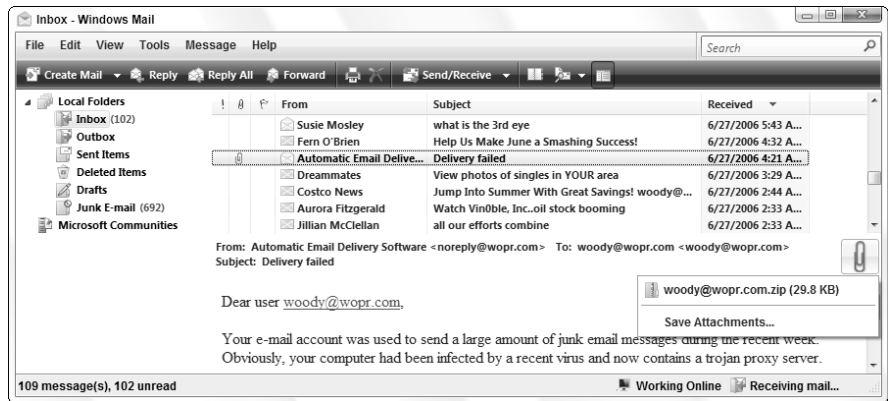 Inbox - Windows Mail
File Edit View Tools Message Help
Search
Create Mail Reply Reply All Forward Send/Receive
Local Folders
Inbox (102)
Outbox
Sent Items
Deleted Items
Drafts
Junk E-mail (692)
Microsoft Communities
! From Subject Received
Susie Mosley what is the 3rd eye 6/27/2006 5:43 A...
Fern O'Brien Help Us Make June a Smashing Success! 6/27/2006 4:32 A...
Automatic Email Delive... Delivery failed 6/27/2006 4:21 A...
Dreammates View photos of singles in YOUR area 6/27/2006 3:29 A...
Costco News Jump Into Summer With Great Savings! woody@... 6/27/2006 2:44 A...
Aurora Fitzgerald Watch Vin0ble, Inc..oil stock booming 6/27/2006 2:33 A...
Jillian McClellan all our efforts combine 6/27/2006 2:33 A...
From: Automatic Email Delivery Software <noreply@wopr.com> To: woody@wopr.com <woody@wopr.com>
Subject: Delivery failed
woody@wopr.com.zip (29.8 KB)
Save Attachments...
Dear user woody@wopr.com,
Your e-mail account was used to send a large amount of junk email messages during the recent week.
Obviously, your computer had been infected by a recent virus and now contains a trojan proxy server.
109 message(s), 102 unread
Working Online Receiving mail...